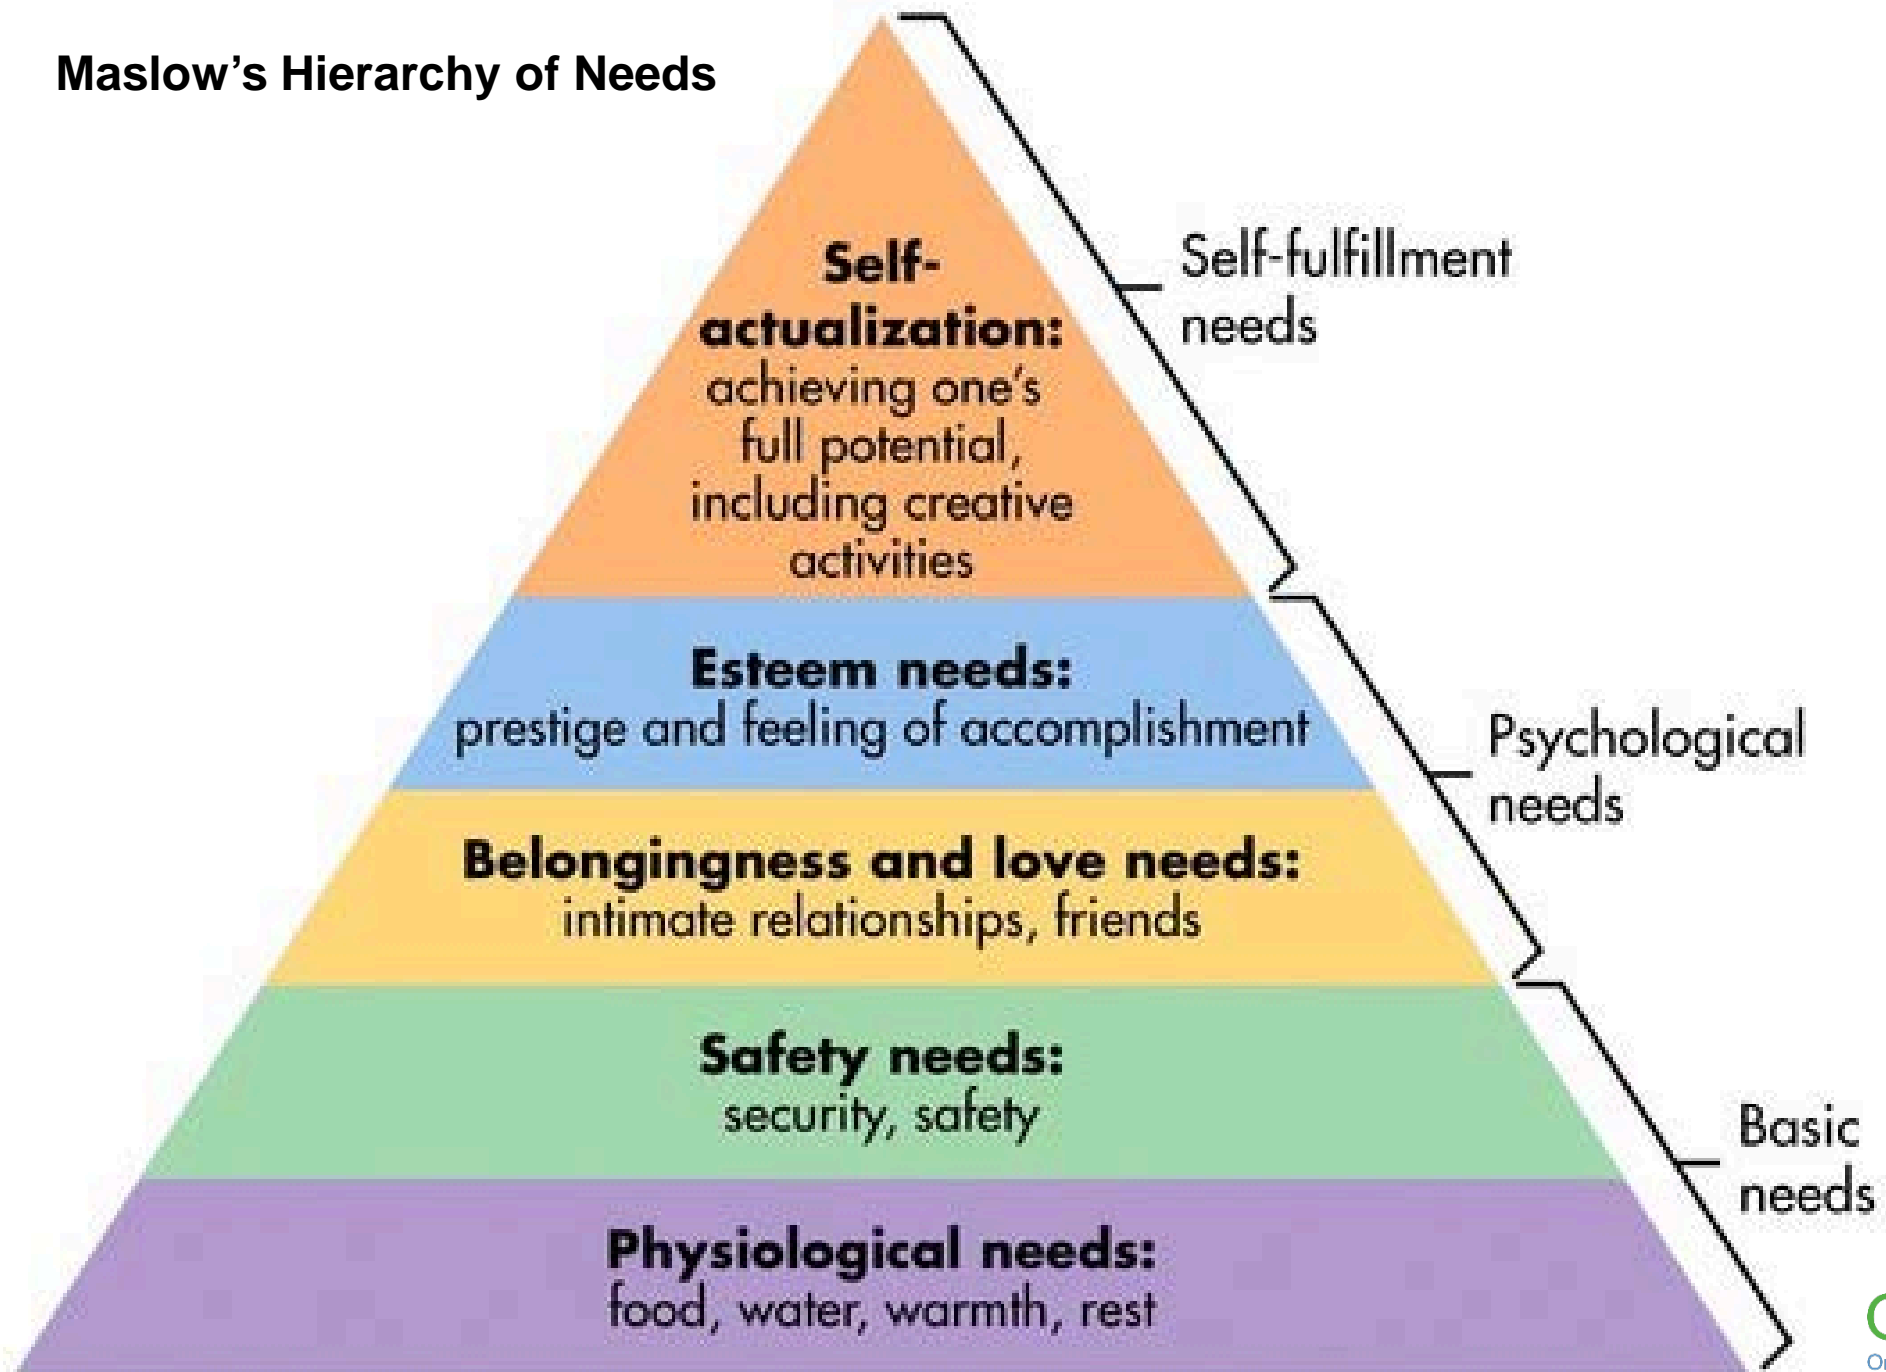 Maslow’s Hierarchy of Needs
Self-
actualization:
achieving one's
full potential,
including creative
activities
Self-fulfillment
needs
Esteem needs:
prestige and feeling of accomplishment
Psychological
needs
Belongingness and love needs:
intimate relationships, friends
Safety needs:
security, safety
Basic
needs
Physiological needs:
food, water, warmth, rest